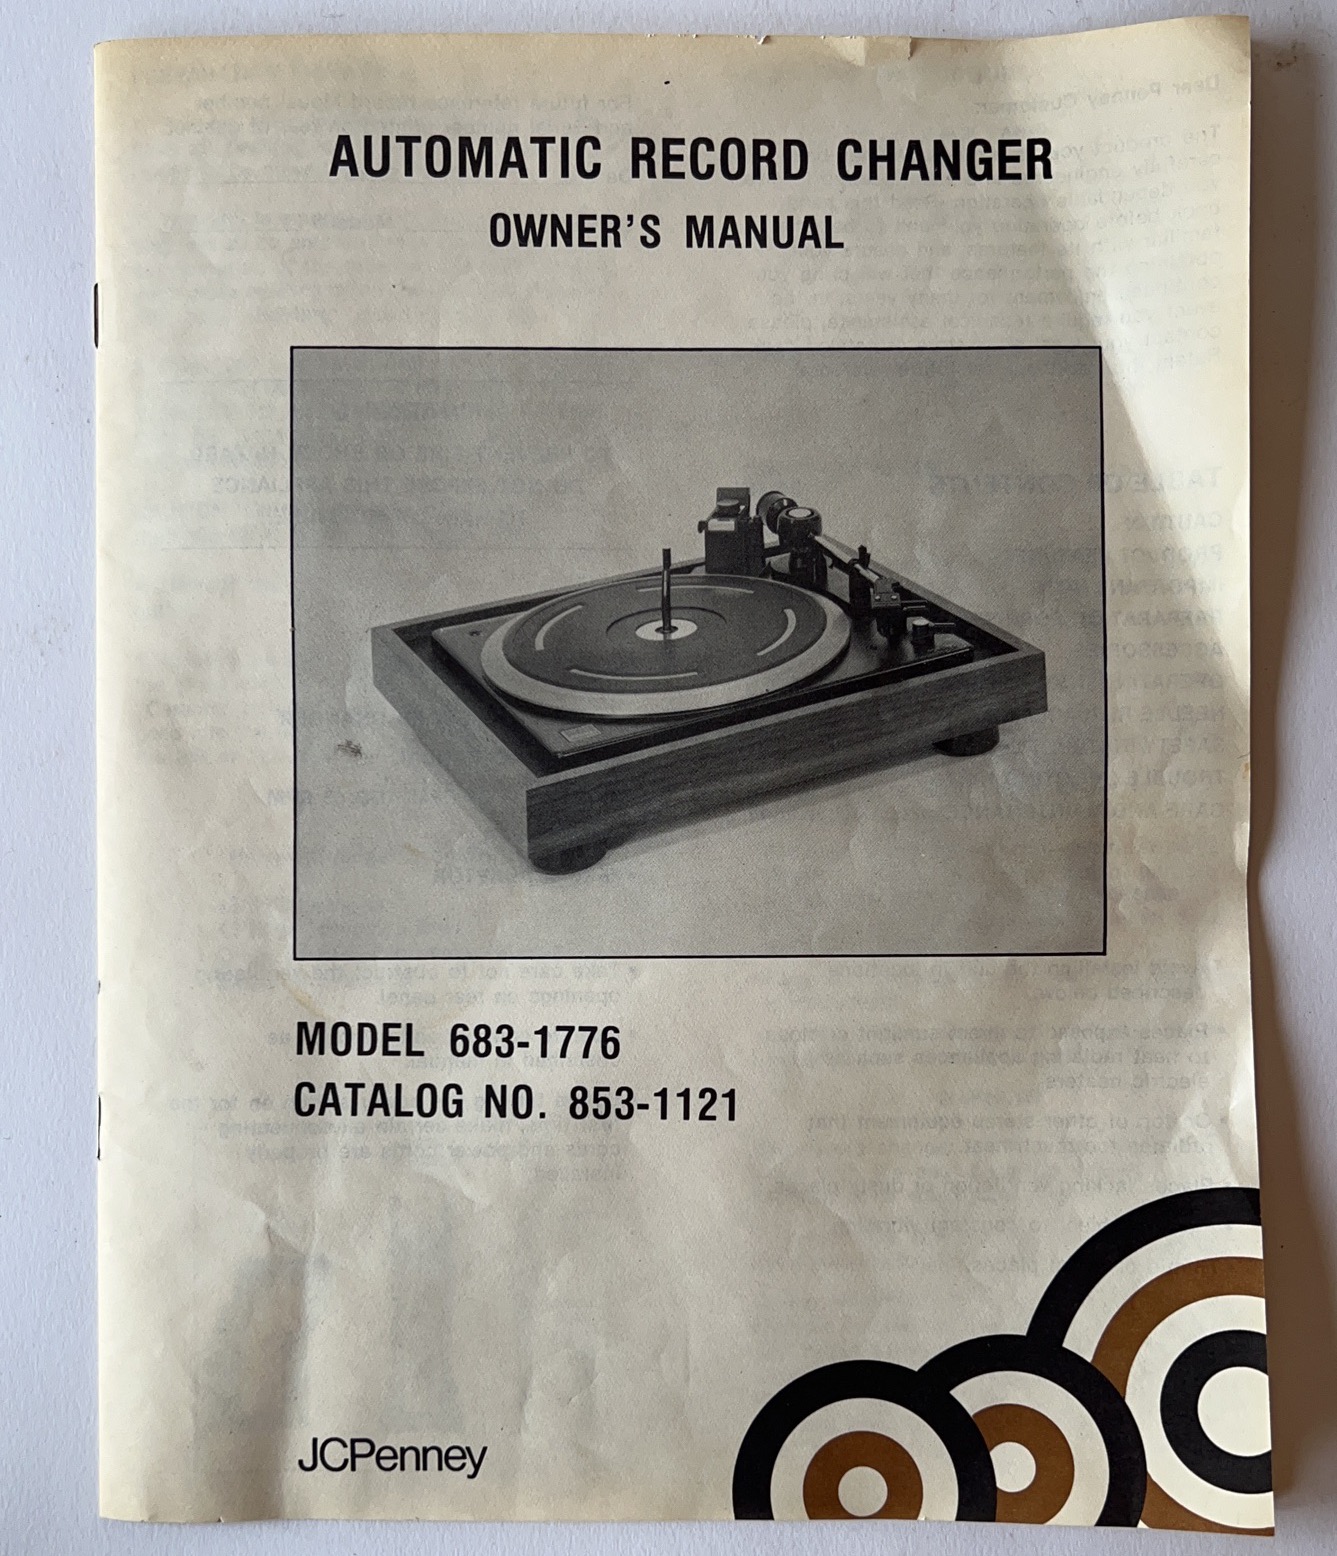 AUTOMATIC RECORD CHANGER
OWNER'S MANUAL
MODEL 683-1776
CATALOG NO. 853-1121
JCPenney